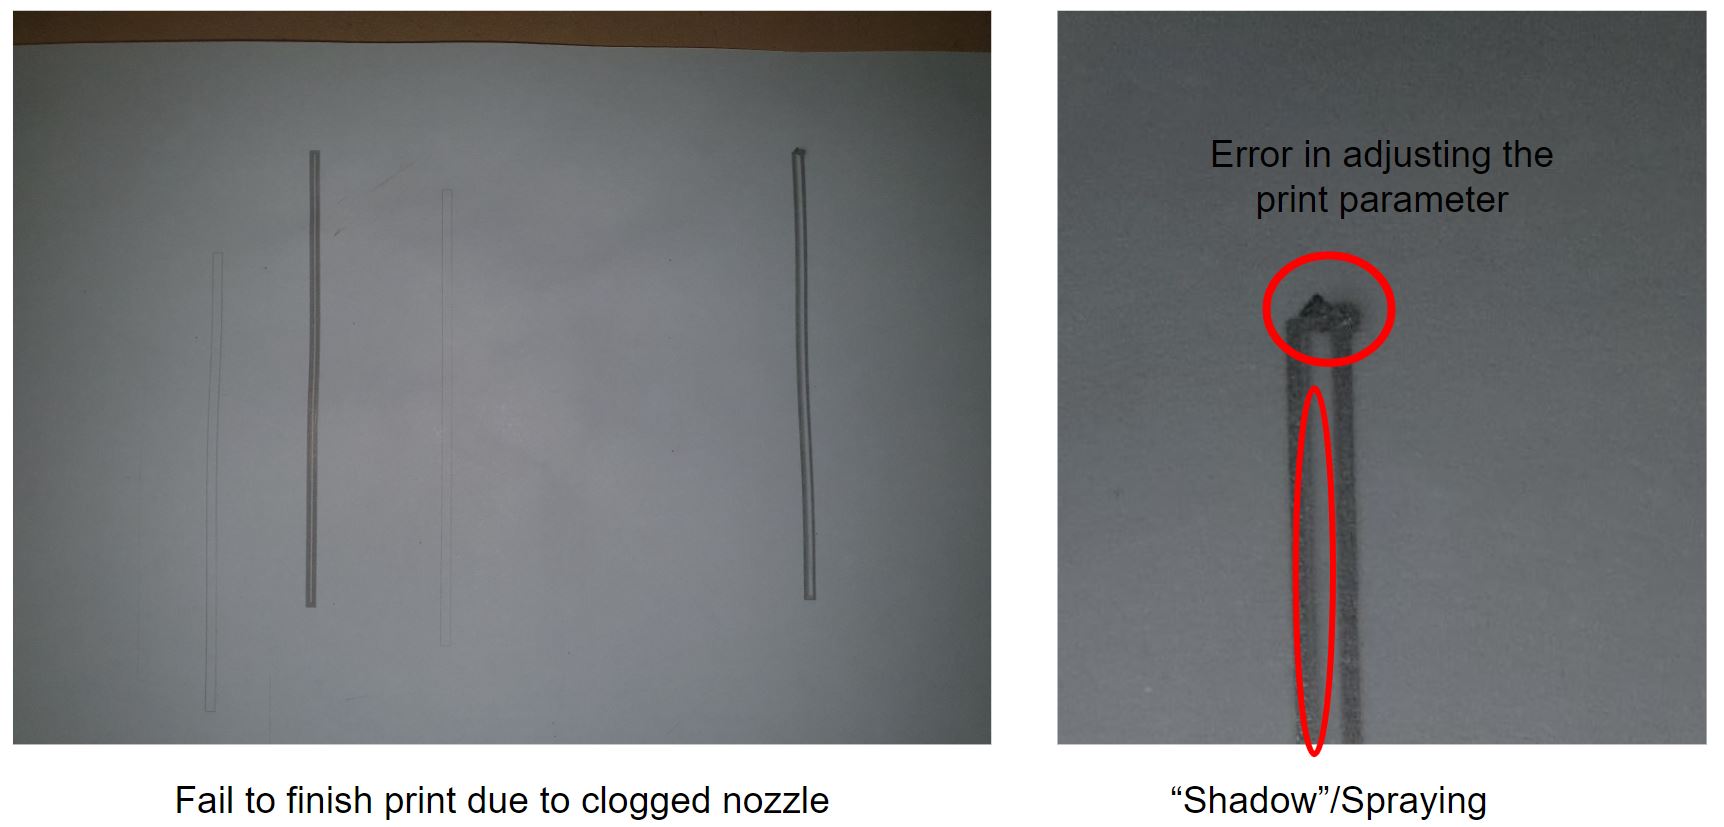 Error in adjusting the
print parameter
Fail to finish print due to clogged nozzle
“Shadow”/Spraying